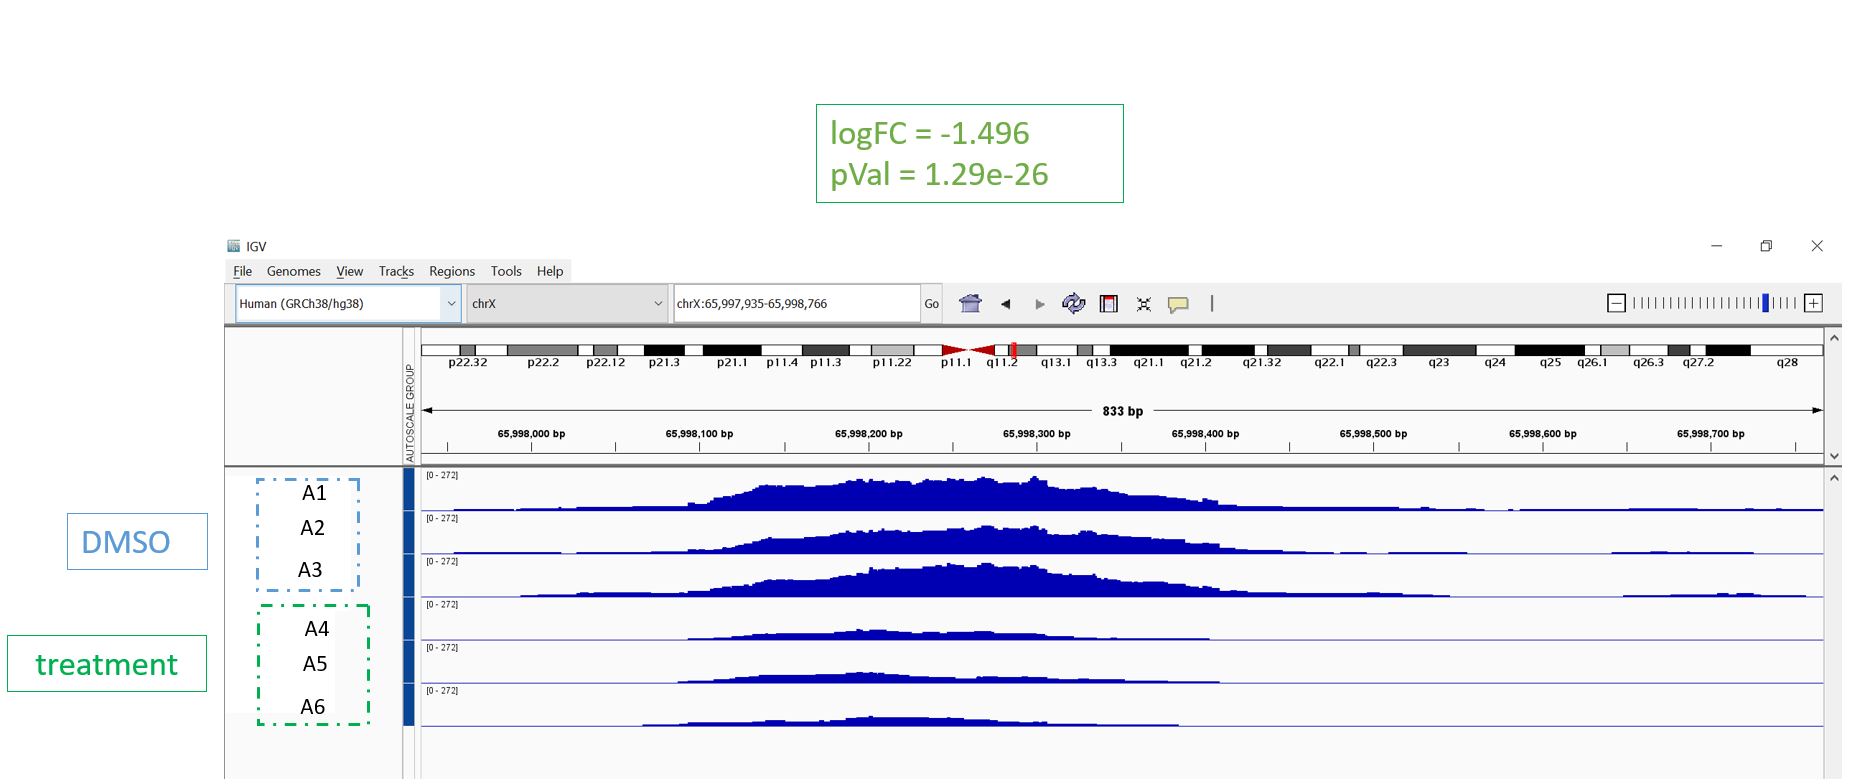 logFC = -1.496
pVal = 1.29e-26
IGV
File Genomes View Tracks Regions Tools Help
Human (GRCh38/hg38) chrX chrX:65,997,935-65,998,766 Go
p22.32 p22.2 p22.12 p21.3 p21.1 p11.4 p11.3 p11.22 p11.1 q11.2 q13.1 q13.3 q21.1 q21.2 q21.32 q22.1 q22.3 q23 q24 q25 q26.1 q26.3 q27.2 q28
AUTOSCALE GROUP
833 bp
65,998,000 bp 65,998,100 bp 65,998,200 bp 65,998,300 bp 65,998,400 bp 65,998,500 bp 65,998,600 bp 65,998,700 bp
DMSO
A1 [0 - 272]
A2 [0 - 272]
A3 [0 - 272]
treatment
A4 [0 - 272]
A5 [0 - 272]
A6 [0 - 272]